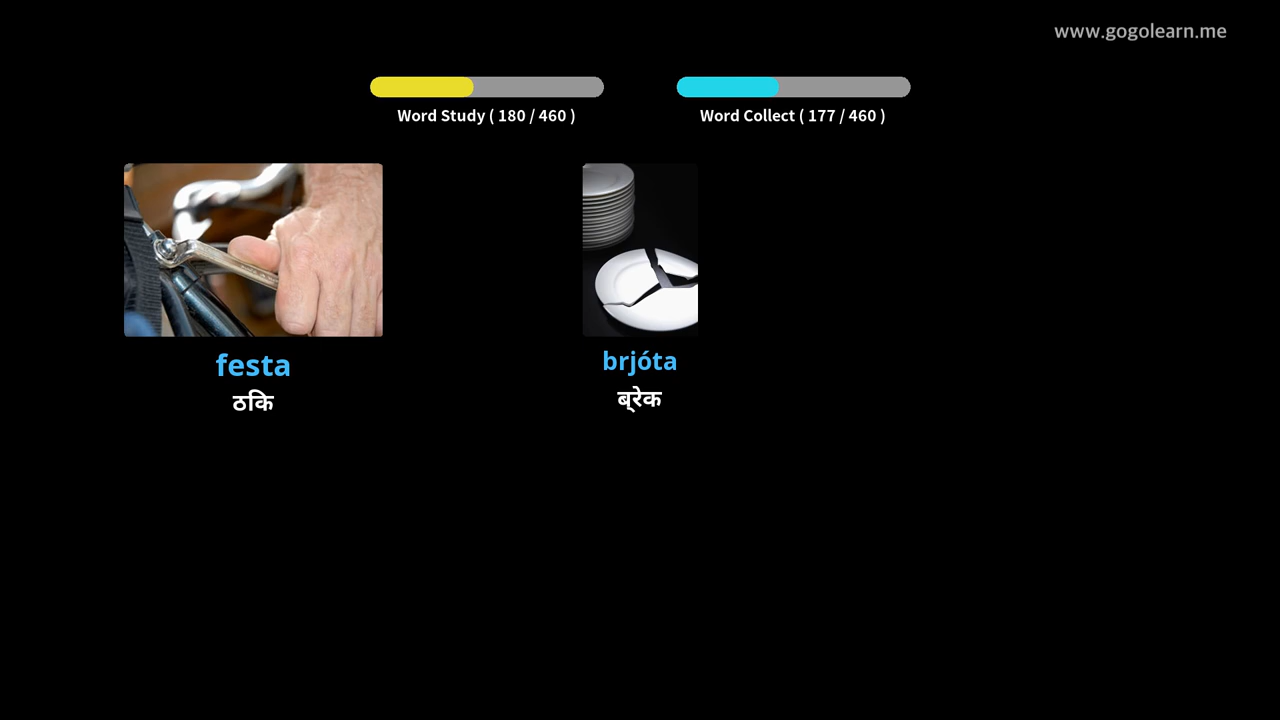 www.gogolearn.me
Word Study ( 180 / 460 )
Word Collect ( 177 / 460 )
festa
ठकि
brjóta
ब्रेक